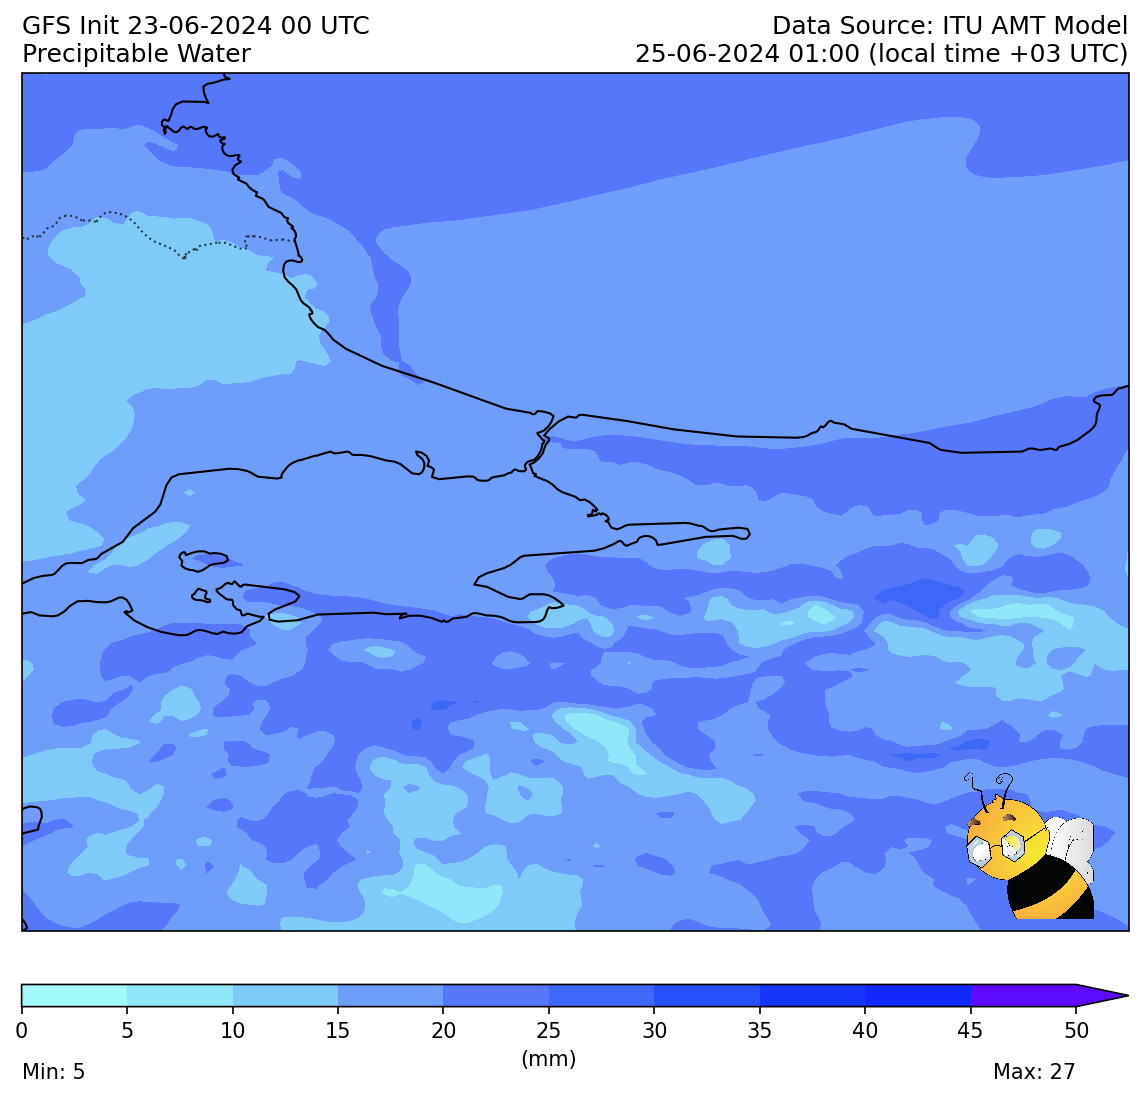 GFS Init 23-06-2024 00 UTC
Data Source: ITU AMT Model
Precipitable Water
25-06-2024 01:00 (local time +03 UTC)
0 5 10 15 20 25 30 35 40 45 50
(mm)
Min: 5
Max: 27